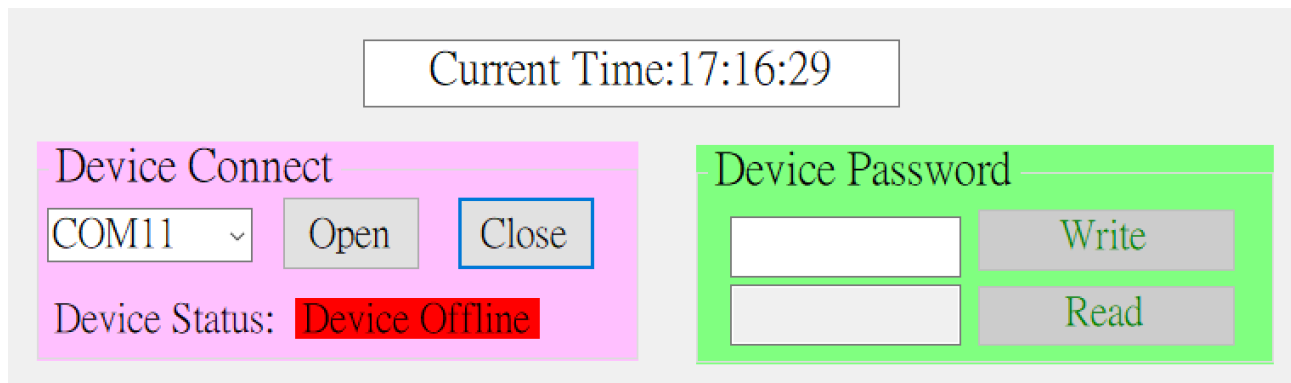 Current Time:17:16:29
Device Connect
COM11
Open
Close
Device Status:
Device Offline
Device Password
Write
Read